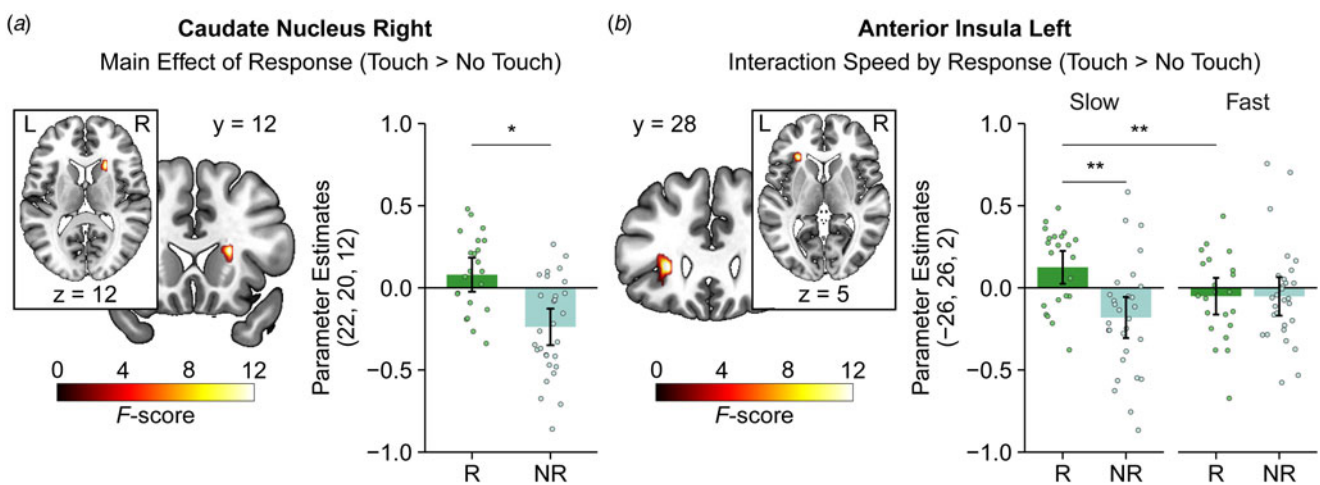 (a)
Caudate Nucleus Right
Main Effect of Response (Touch > No Touch)
L R
y = 12
z = 12
0 4 8 12
F-score
Parameter Estimates
(22, 20, 12)
1.0
0.5
0.0
−0.5
−1.0
*
R NR
(b)
Anterior Insula Left
Interaction Speed by Response (Touch > No Touch)
y = 28
L R
z = 5
0 4 8 12
F-score
Parameter Estimates
(−26, 26, 2)
Slow Fast
1.0
0.5
0.0
−0.5
−1.0
**
**
R NR R NR